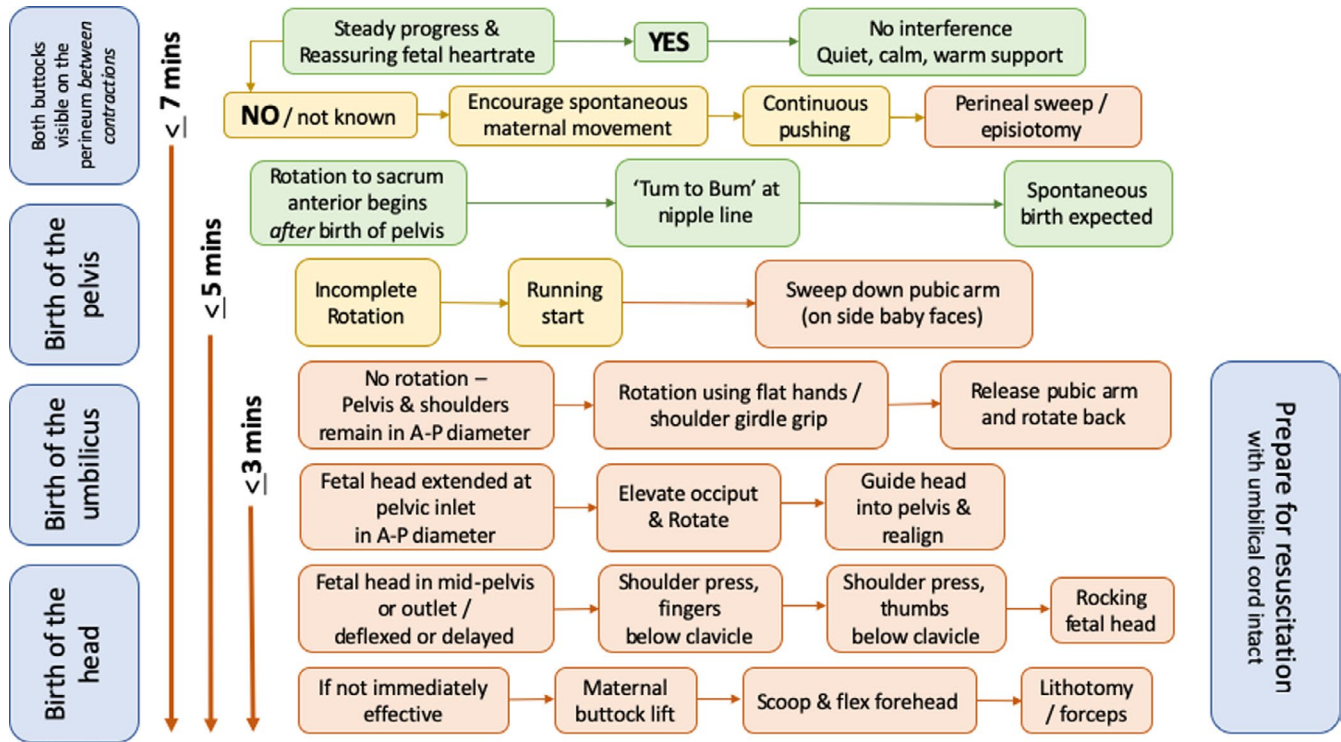 Both buttocks
visible on the
perineum between
contractions
≤ 7 mins
Steady progress &
Reassuring fetal heartrate
YES
No interference
Quiet, calm, warm support
NO / not known
Encourage spontaneous
maternal movement
Continuous
pushing
Perineal sweep /
episiotomy
Birth of the
pelvis
≤ 5 mins
Rotation to sacrum
anterior begins
after birth of pelvis
‘Tum to Bum’ at
nipple line
Spontaneous
birth expected
Incomplete
Rotation
Running
start
Sweep down pubic arm
(on side baby faces)
Birth of the
umbilicus
≤3 mins
No rotation –
Pelvis & shoulders
remain in A-P diameter
Rotation using flat hands /
shoulder girdle grip
Release pubic arm
and rotate back
Fetal head extended at
pelvic inlet
in A-P diameter
Elevate occiput
& Rotate
Guide head
into pelvis &
realign
Birth of the
head
Fetal head in mid-pelvis
or outlet /
deflexed or delayed
Shoulder press,
fingers
below clavicle
Shoulder press,
thumbs
below clavicle
Rocking
fetal head
If not immediately
effective
Maternal
buttock lift
Scoop & flex forehead
Lithotomy
/ forceps
Prepare for resuscitation
with umbilical cord intact